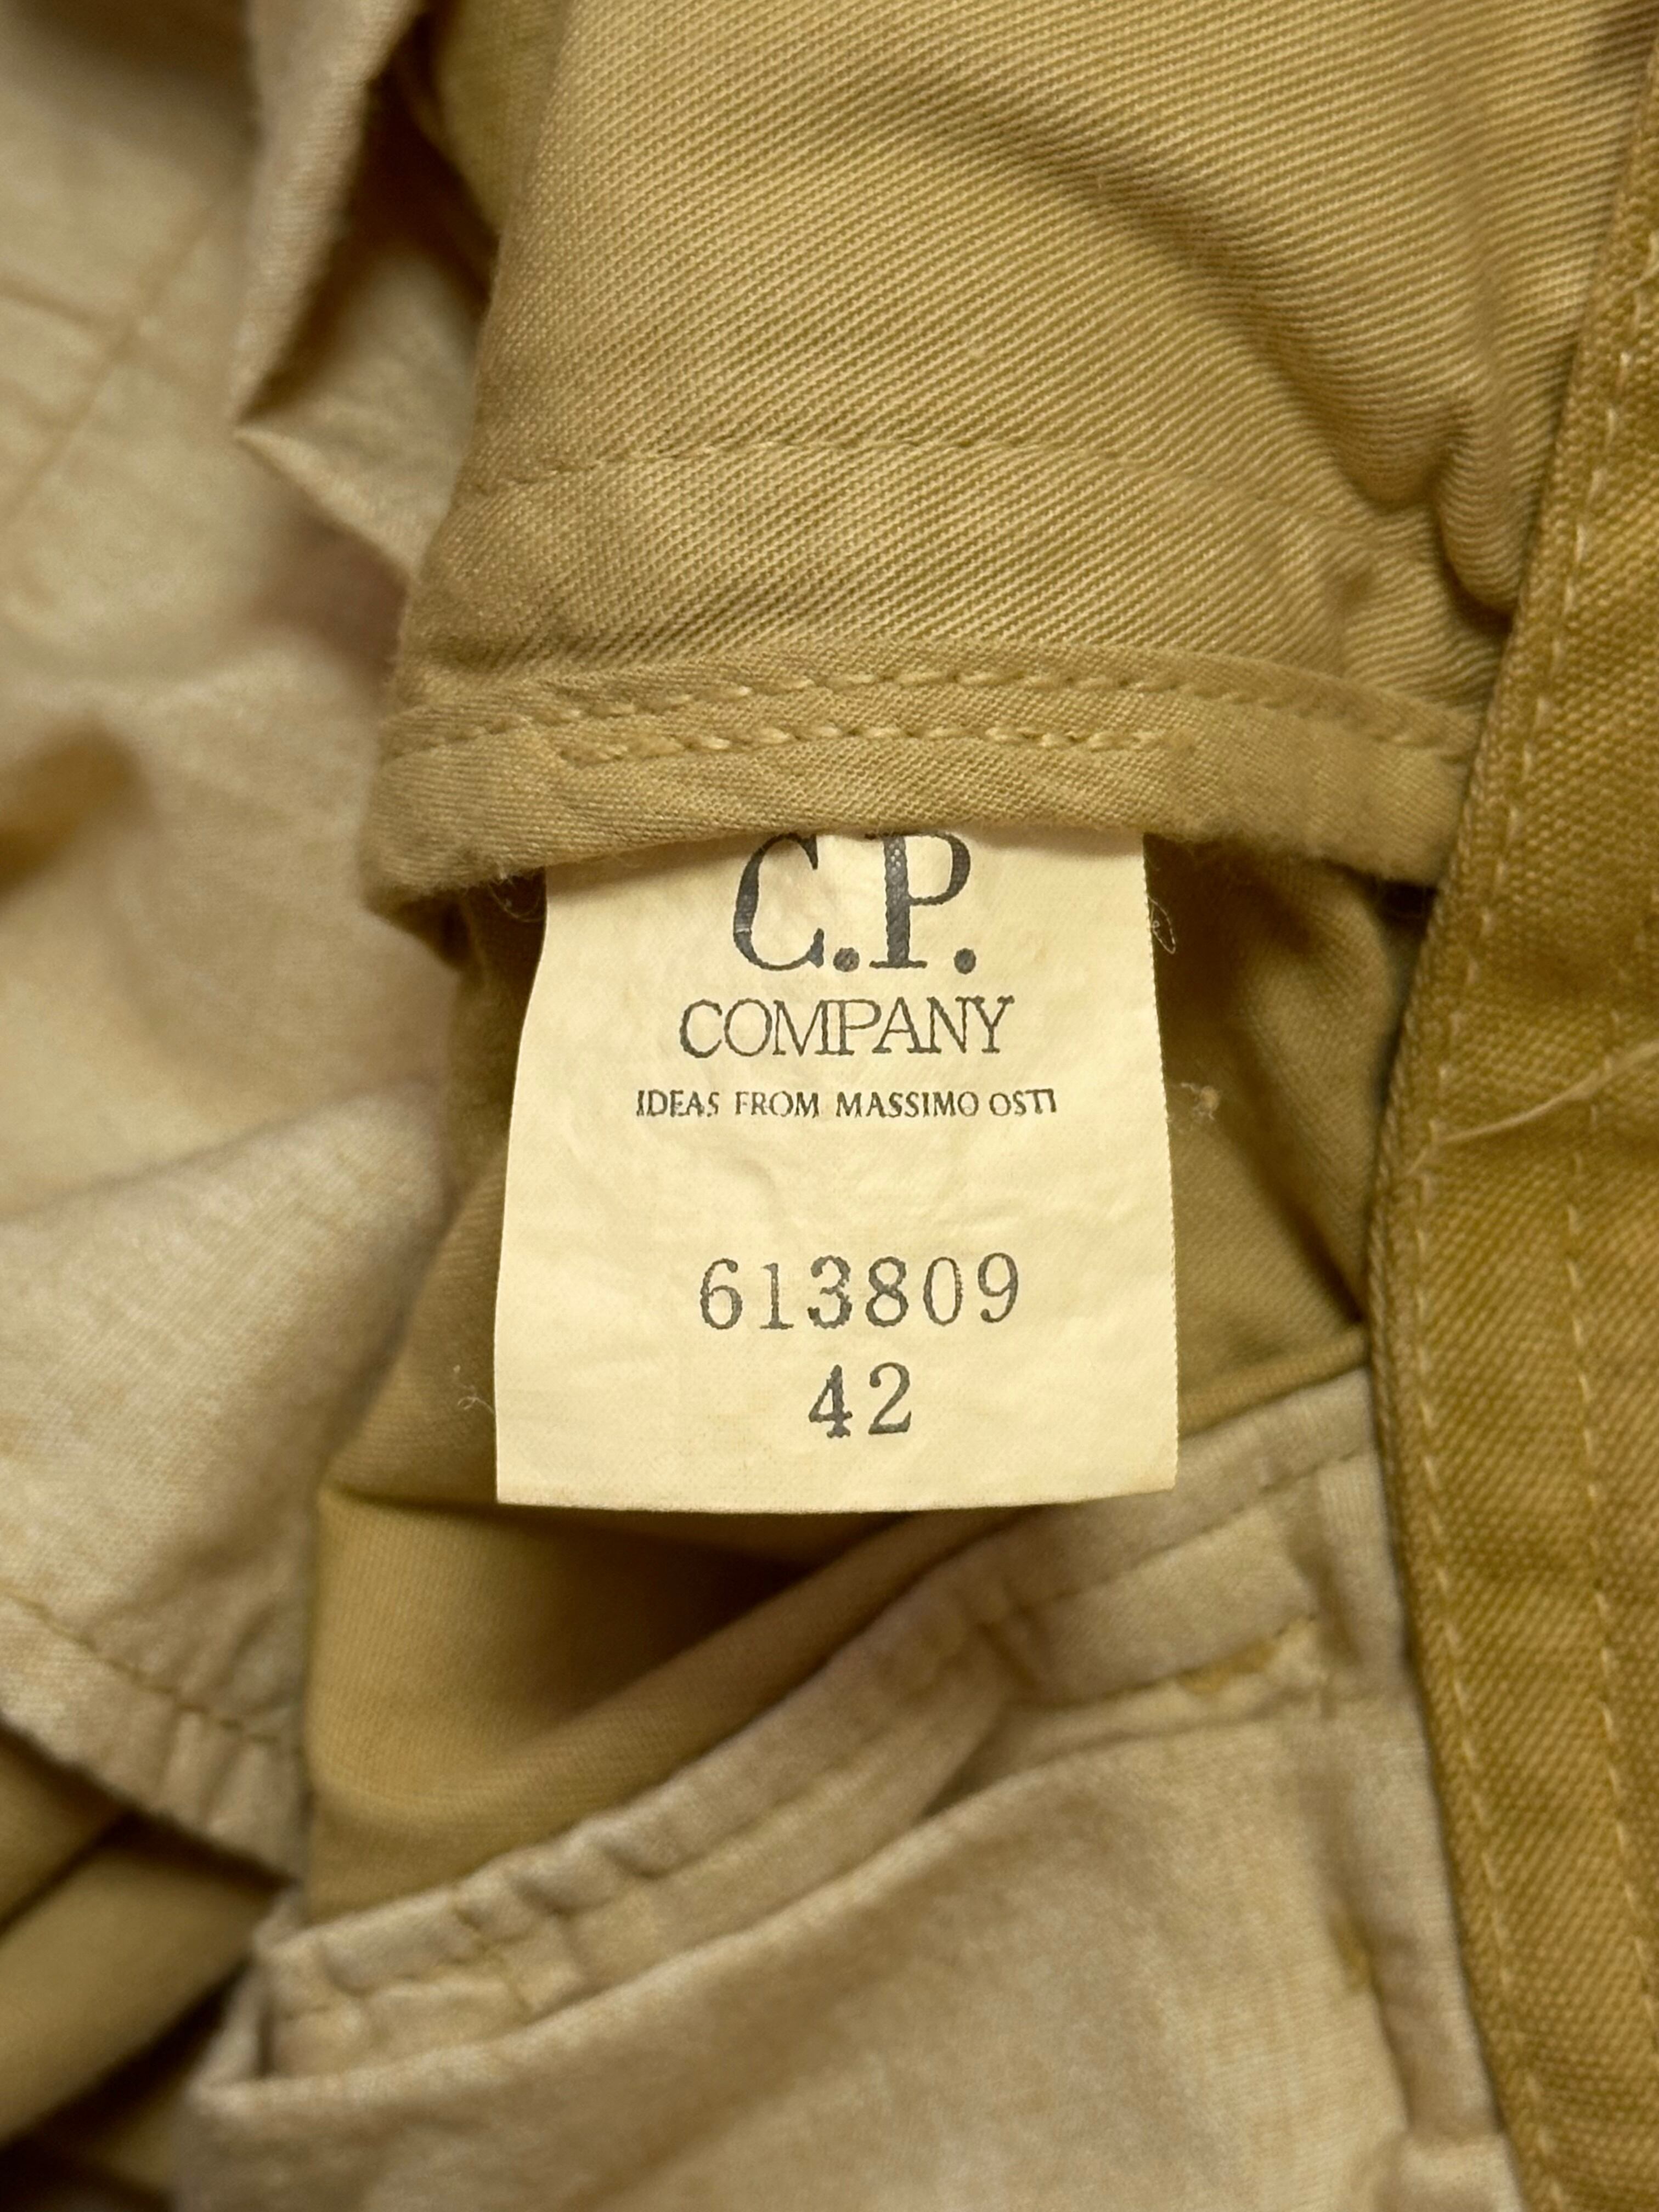 C.P.
COMPANY
IDEAS FROM MASSIMO OSTI
613809
42